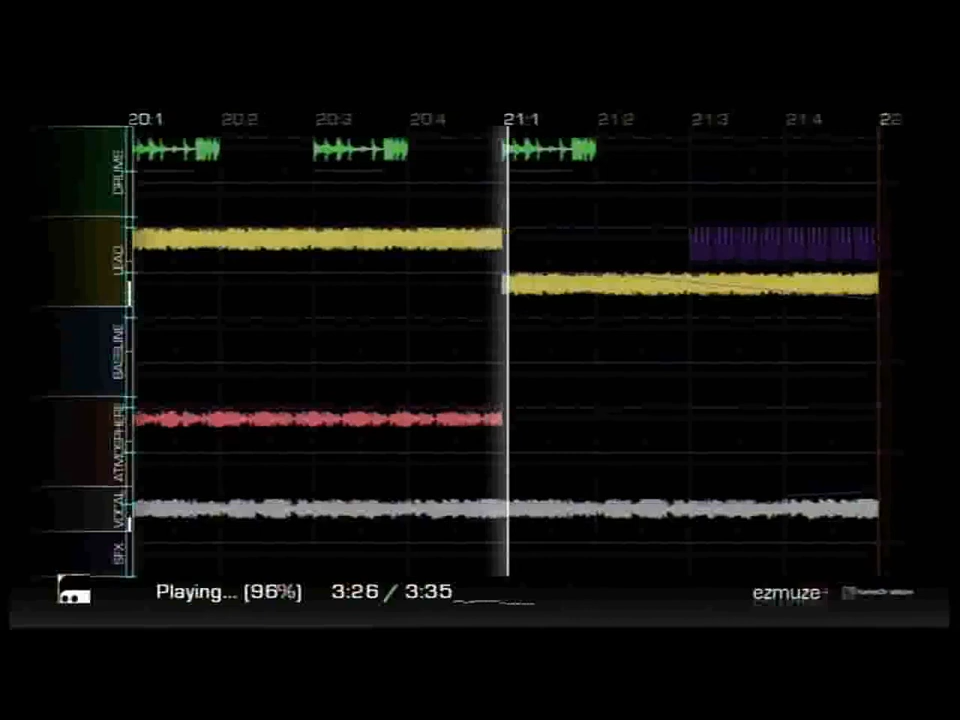 20:1 20:2 20:3 20:4 21:1 21:2 21:3 21:4 22
DRUMS
LEAD
BASSLINE
ATMOSPHERE
VOCAL
SFX
Playing... (96%) 3:26 / 3:35 ezmuze